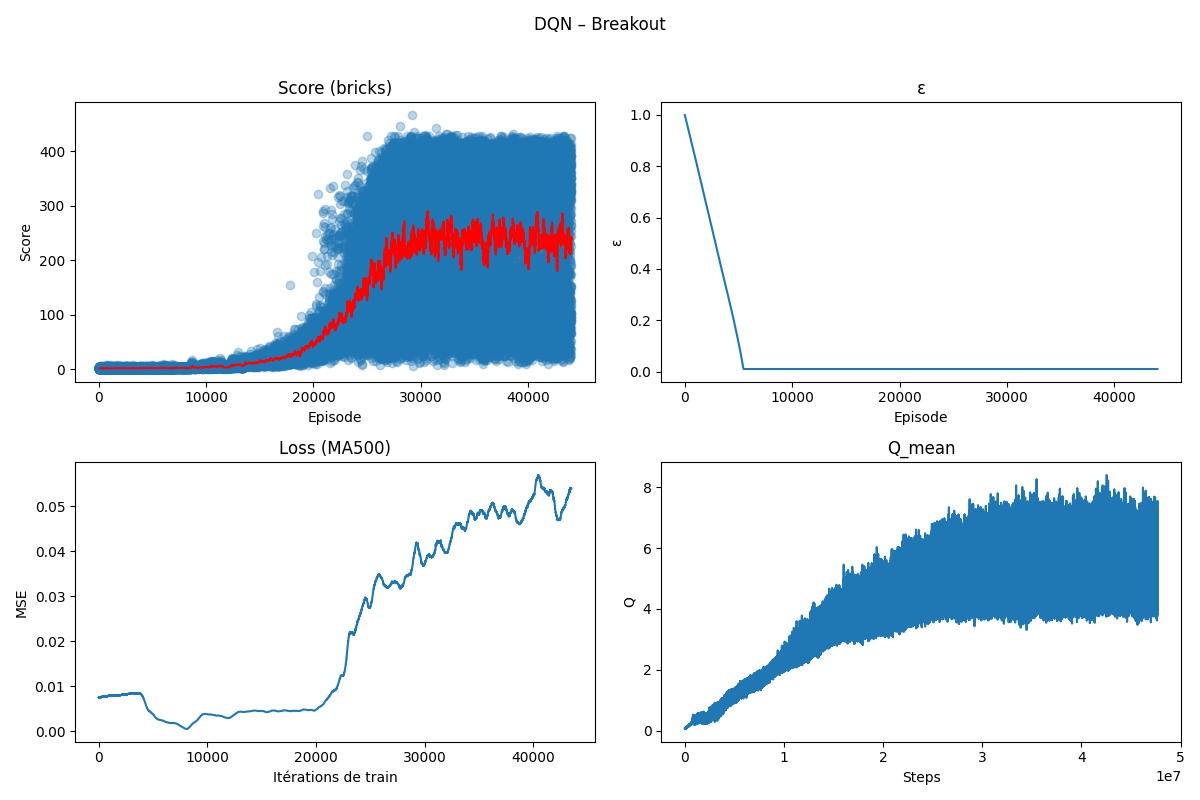 DQN – Breakout
Score (bricks)
400
300
200
100
0
Score
0 10000 20000 30000 40000
Episode
ε
1.0
0.8
0.6
0.4
0.2
0.0
ε
0 10000 20000 30000 40000
Episode
Loss (MA500)
0.05
0.04
0.03
0.02
0.01
0.00
MSE
0 10000 20000 30000 40000
Itérations de train
Q_mean
8
6
4
2
0
Q
0 1 2 3 4 5
1e7
Steps